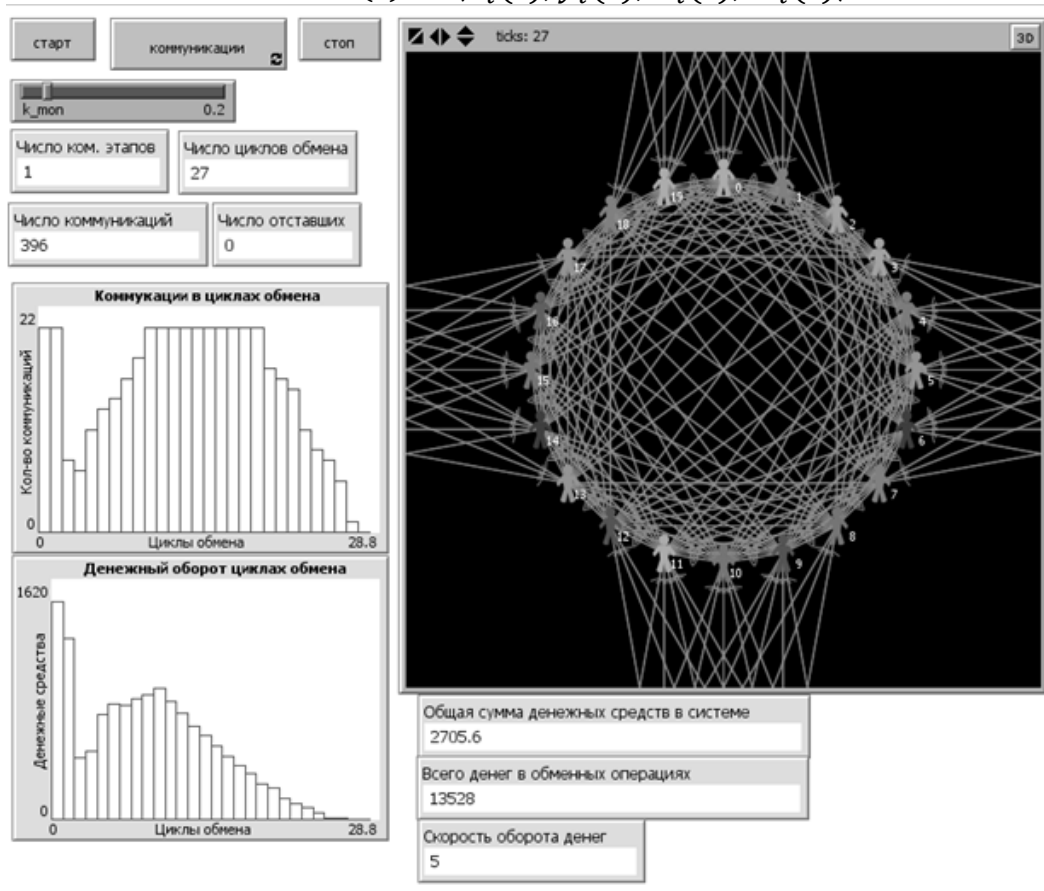 старт
коммуникации
стоп
k_mon 0.2
Число ком. этапов
1
Число циклов обмена
27
Число коммуникаций
396
Число отставших
0
Коммукации в циклах обмена
22
Кол-во коммуникаций
0
0
Циклы обмена
28.8
Денежный оборот циклах обмена
1620
Денежные средства
0
0
Циклы обмена
28.8
ticks: 27
3D
0
1
2
3
4
5
6
7
8
9
10
11
12
13
14
15
16
17
18
Общая сумма денежных средств в системе
2705.6
Всего денег в обменных операциях
13528
Скорость оборота денег
5